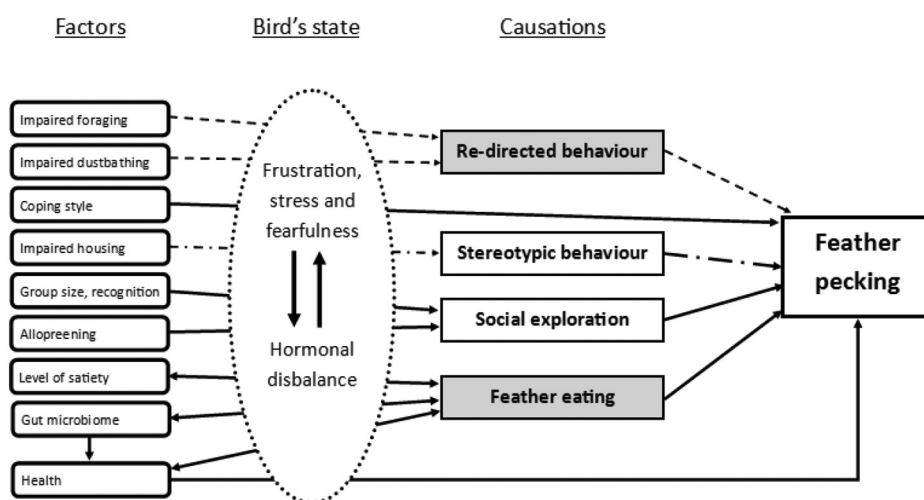 Factors
Bird's state
Causations
Impaired foraging
Impaired dustbathing
Coping style
Impaired housing
Group size, recognition
Allopreening
Level of satiety
Gut microbiome
Health
Frustration,
stress and
fearfulness
Hormonal
disbalance
Re-directed behaviour
Stereotypic behaviour
Social exploration
Feather eating
Feather
pecking